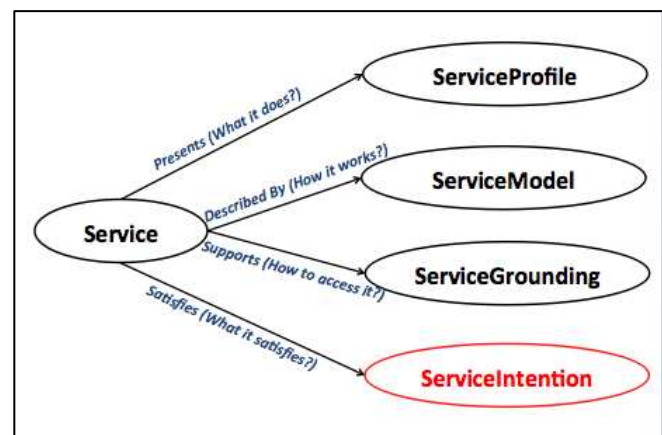 ServiceProfile
Presents (What it does?)
Described By (How it works?)
ServiceModel
Service
Supports (How to access it?)
ServiceGrounding
Satisfies (What it satisfies?)
ServiceIntention